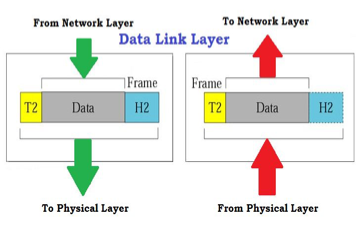 From Network Layer
To Network Layer
Data Link Layer
Frame
T2
Data
H2
Frame
T2
Data
H2
To Physical Layer
From Physical Layer